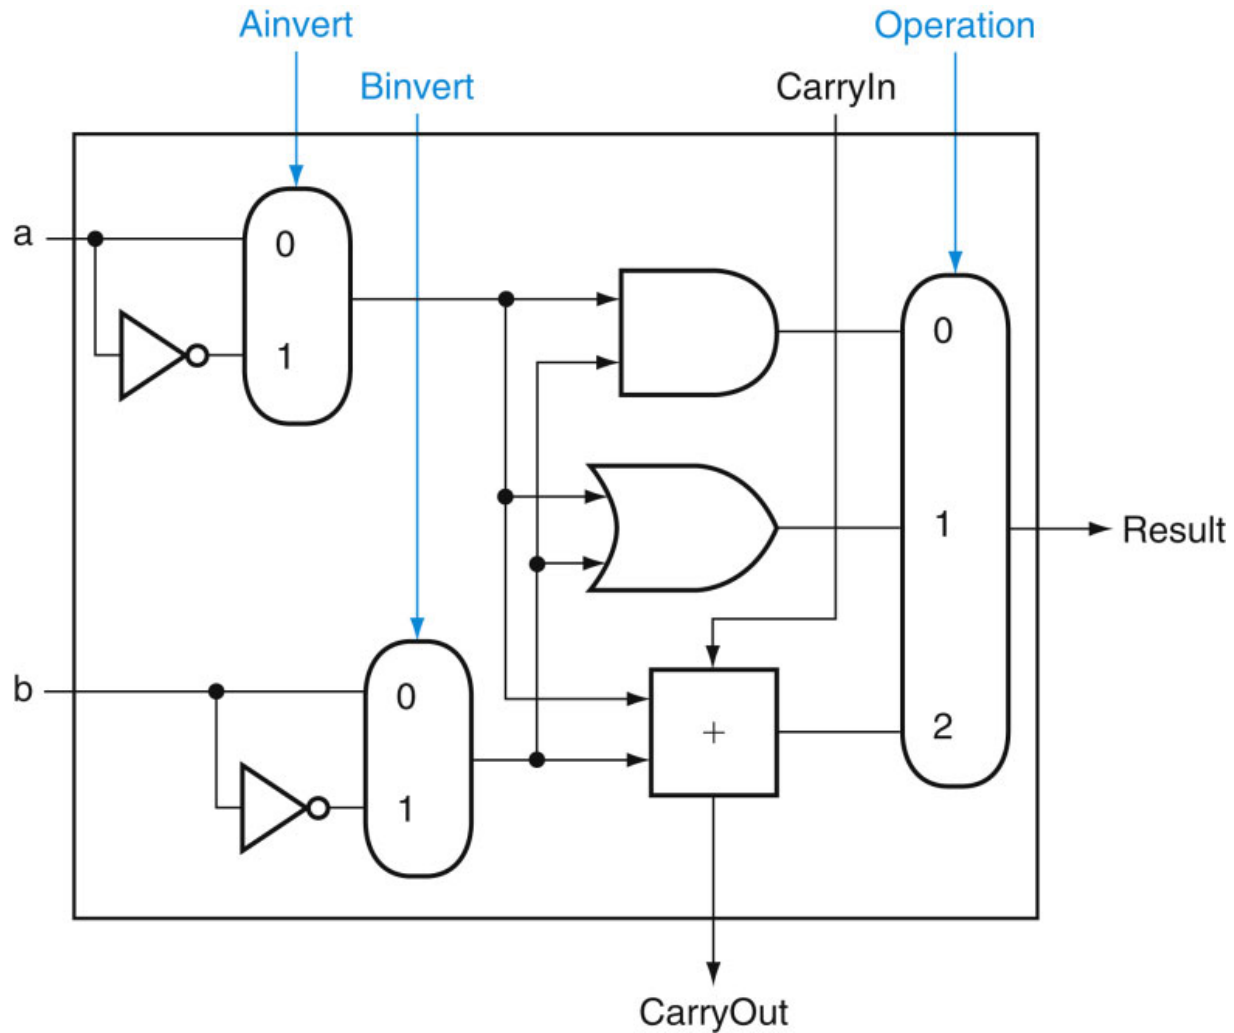 Ainvert
Operation
Binvert
CarryIn
a
0
1
0
1
Result
b
0
1
+
2
CarryOut